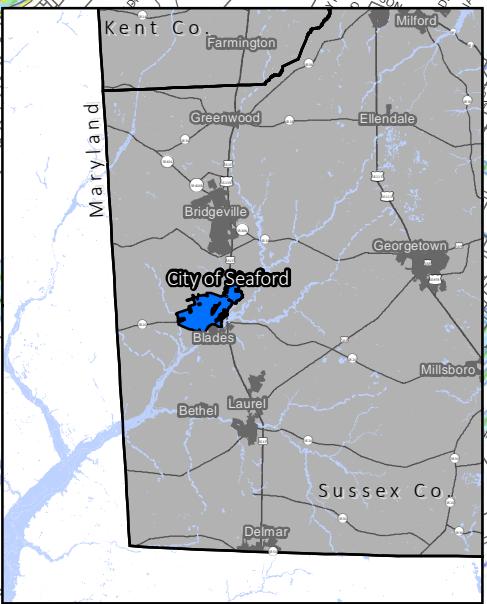 Kent Co.
Milford
Farmington
Greenwood
Ellendale
Maryland
Bridgeville
Georgetown
City of Seaford
Blades
Millsboro
Bethel
Laurel
Sussex Co.
Delmar